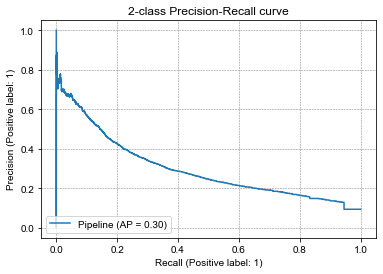 2-class Precision-Recall curve
Precision (Positive label: 1)
1.0
0.8
0.6
0.4
0.2
0.0
Pipeline (AP = 0.30)
0.0 0.2 0.4 0.6 0.8 1.0
Recall (Positive label: 1)